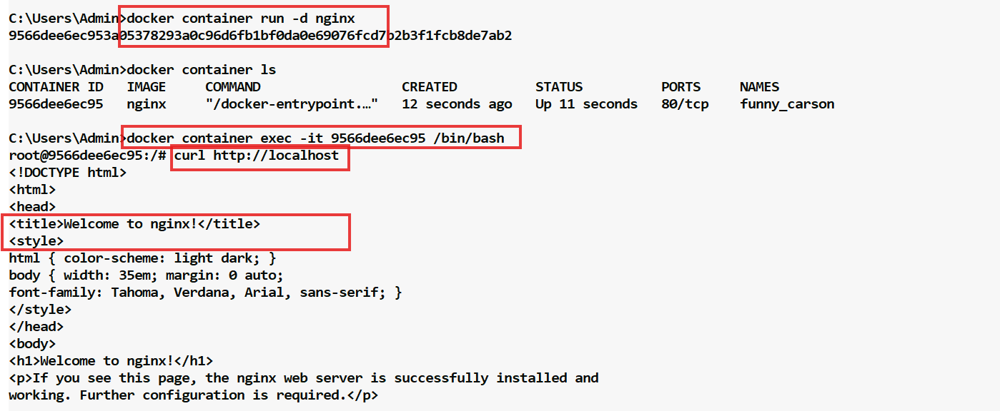 C:\Users\Admin>docker container run -d nginx
9566dee6ec953a05378293a0c96d6fb1bf0da0e69076fcd7b2b3f1fcb8de7ab2
C:\Users\Admin>docker container ls
CONTAINER ID   IMAGE     COMMAND                  CREATED          STATUS         PORTS     NAMES
9566dee6ec95   nginx     "/docker-entrypoint.…"   12 seconds ago   Up 11 seconds   80/tcp    funny_carson
C:\Users\Admin>docker container exec -it 9566dee6ec95 /bin/bash
root@9566dee6ec95:/# curl http://localhost
<!DOCTYPE html>
<html>
<head>
<title>Welcome to nginx!</title>
<style>
html { color-scheme: light dark; }
body { width: 35em; margin: 0 auto;
font-family: Tahoma, Verdana, Arial, sans-serif; }
</style>
</head>
<body>
<h1>Welcome to nginx!</h1>
<p>If you see this page, the nginx web server is successfully installed and
working. Further configuration is required.</p>